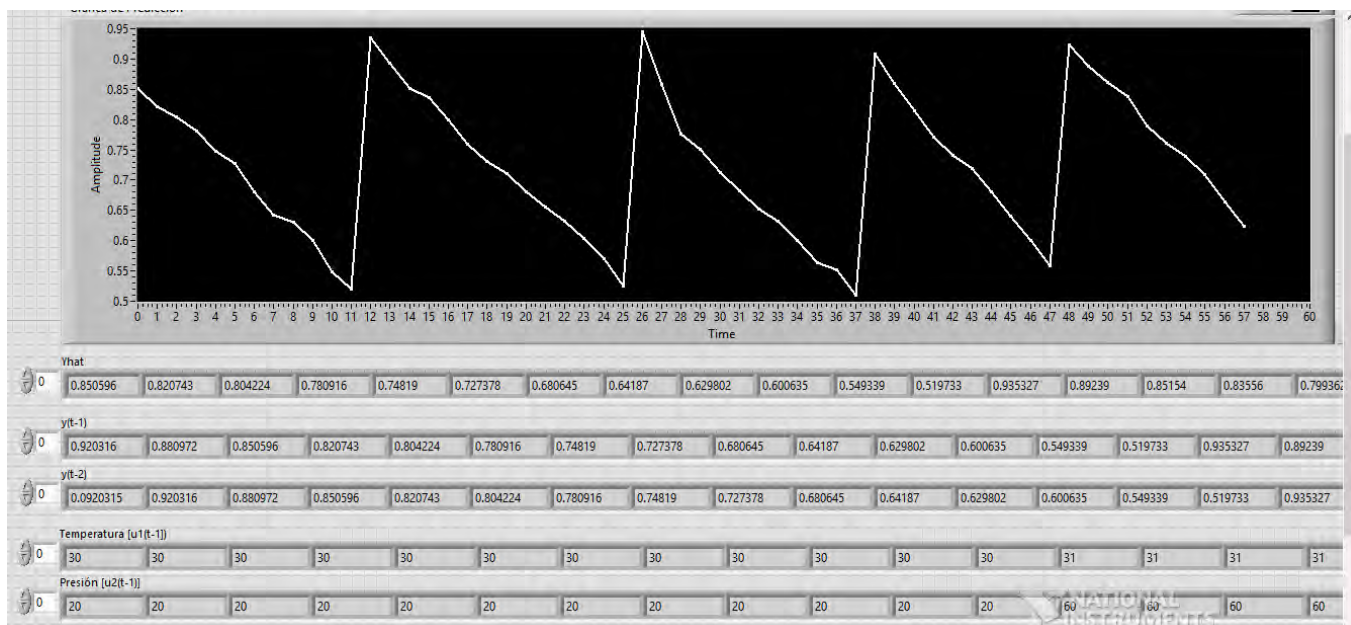 Gráfica de Predicción
0.95
0.9
0.85
0.8
0.75
0.7
0.65
0.6
0.55
0.5
Amplitude
0 1 2 3 4 5 6 7 8 9 10 11 12 13 14 15 16 17 18 19 20 21 22 23 24 25 26 27 28 29 30 31 32 33 34 35 36 37 38 39 40 41 42 43 44 45 46 47 48 49 50 51 52 53 54 55 56 57 58 59 60
Time
Yhat
0 0.850596 0.820743 0.804224 0.780916 0.74819 0.727378 0.680645 0.64187 0.629802 0.600635 0.549339 0.519733 0.935327 0.89239 0.85154 0.83556 0.799362
y(t-1)
0 0.920316 0.880972 0.850596 0.820743 0.804224 0.780916 0.74819 0.727378 0.680645 0.64187 0.629802 0.600635 0.549339 0.519733 0.935327 0.89239
y(t-2)
0 0.0920315 0.920316 0.880972 0.850596 0.820743 0.804224 0.780916 0.74819 0.727378 0.680645 0.64187 0.629802 0.600635 0.549339 0.519733 0.935327
Temperatura [u1(t-1])
0 30 30 30 30 30 30 30 30 30 30 30 30 31 31 31 31
Presión [u2(t-1)]
0 20 20 20 20 20 20 20 20 20 20 20 20 60 60 60 60
NATIONAL
INSTRUMENTS